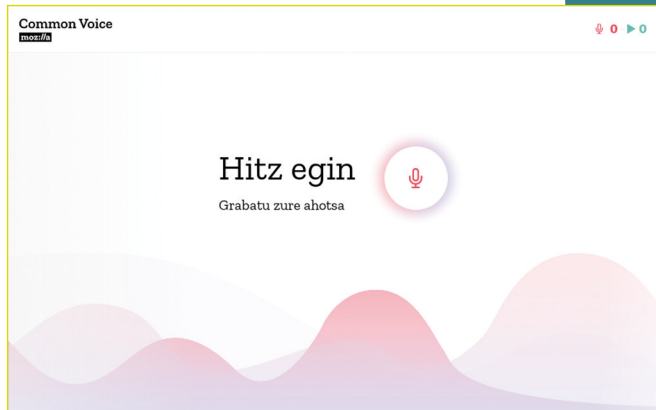 Common Voice
moz://a
0 0
Hitz egin
Grabatu zure ahotsa